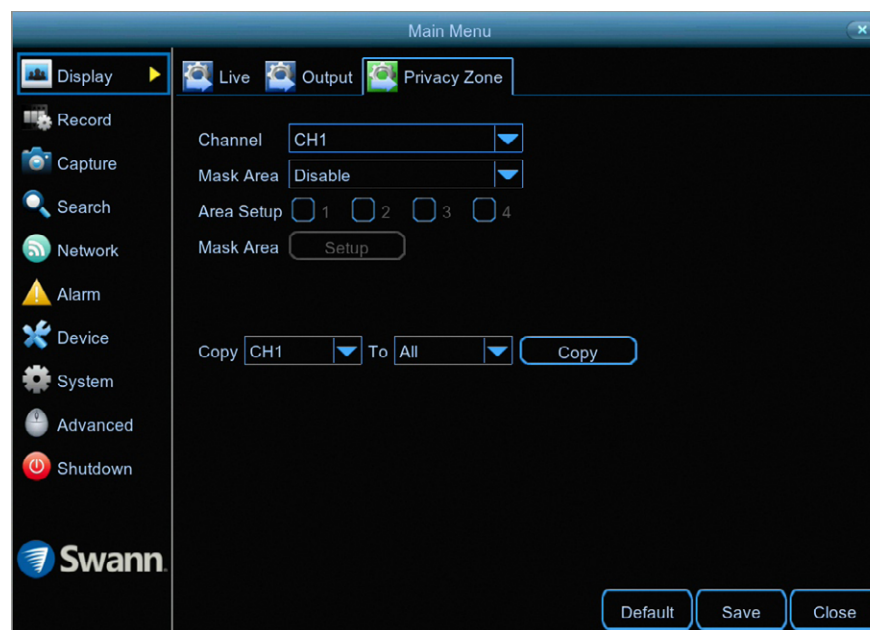 Main Menu
Display
Record
Capture
Search
Network
Alarm
Device
System
Advanced
Shutdown
Swann
Live Output Privacy Zone
Channel CH1
Mask Area Disable
Area Setup 1 2 3 4
Mask Area Setup
Copy CH1 To All Copy
Default Save Close